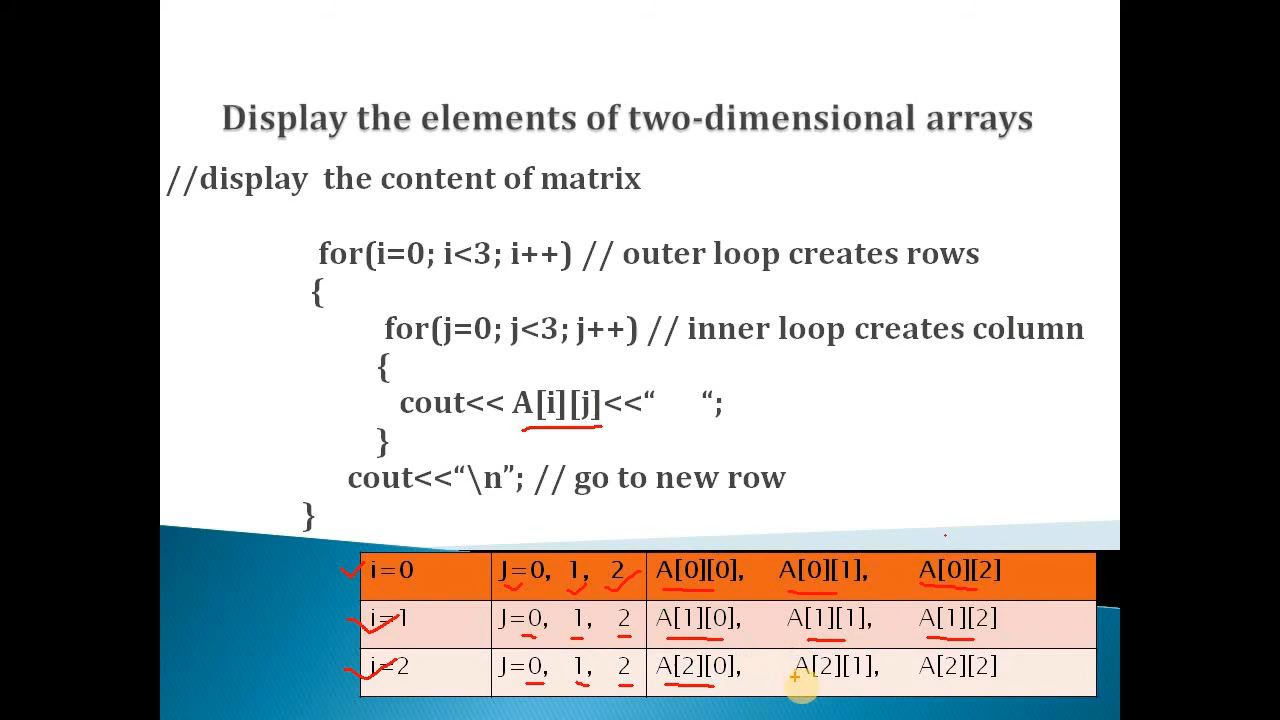 Display the elements of two-dimensional arrays
//display the content of matrix
for(i=0; i<3; i++) // outer loop creates rows
{
for(j=0; j<3; j++) // inner loop creates column
{
cout<< A[i][j]<<“ “;
}
cout<<“\n”; // go to new row
}
i=0 J=0, 1, 2 A[0][0], A[0][1], A[0][2]
i=1 J=0, 1, 2 A[1][0], A[1][1], A[1][2]
i=2 J=0, 1, 2 A[2][0], A[2][1], A[2][2]